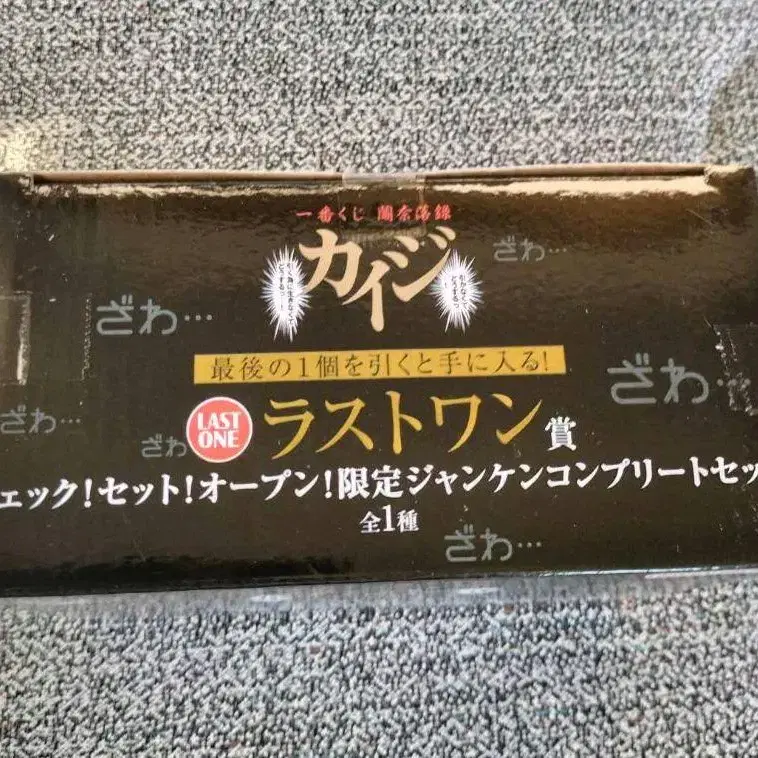 一番くじ 闇奈落録
カイジ
ざわ…
ざわ…
最後の1個を引くと手に入る!
ざわ…
ざわ…
ざわ
LAST ONE
ラストワン賞
ェック!セット!オープン!限定ジャンケンコンプリートセッ
全1種
ざわ…